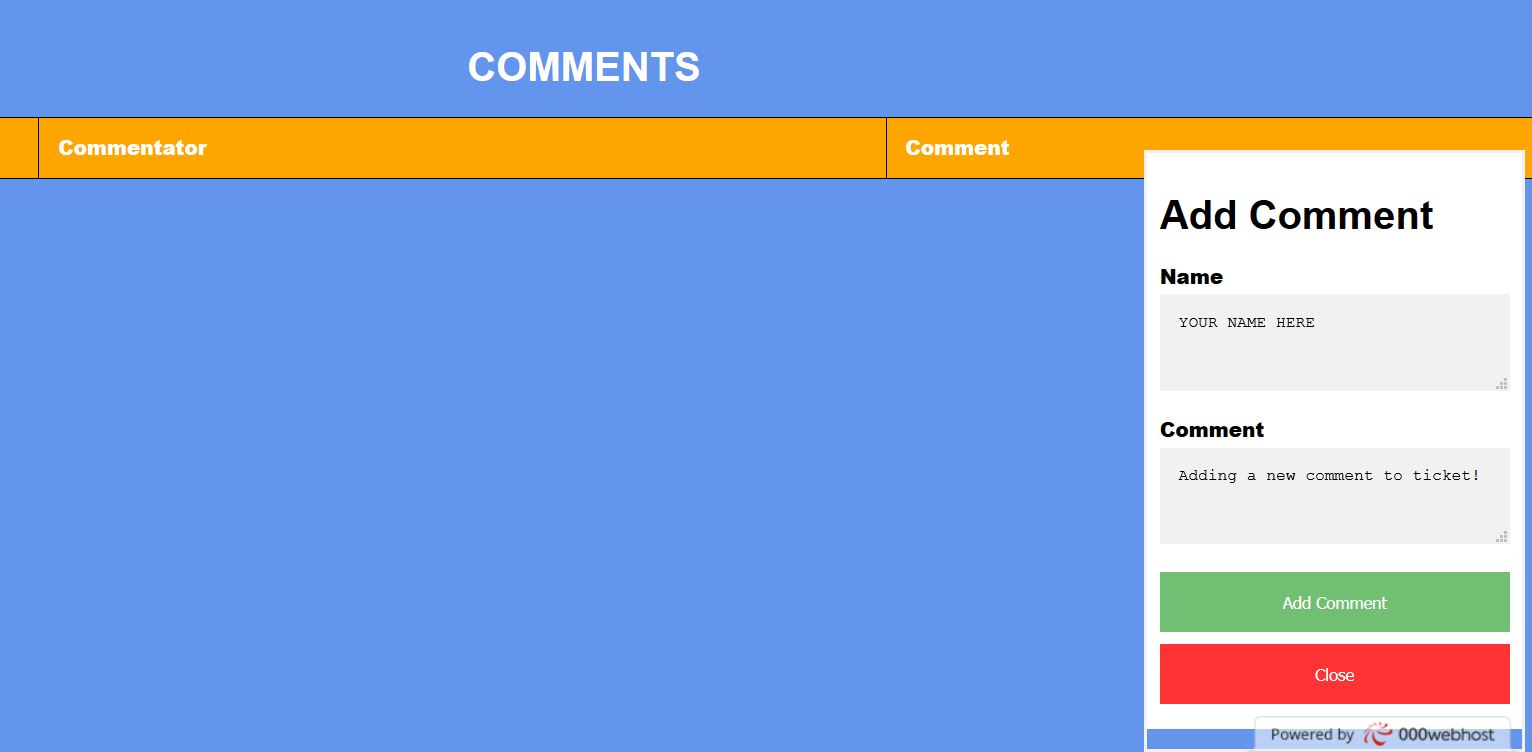 COMMENTS
Commentator
Comment
Add Comment
Name
YOUR NAME HERE
Comment
Adding a new comment to ticket!
Add Comment
Close
Powered by 000webhost